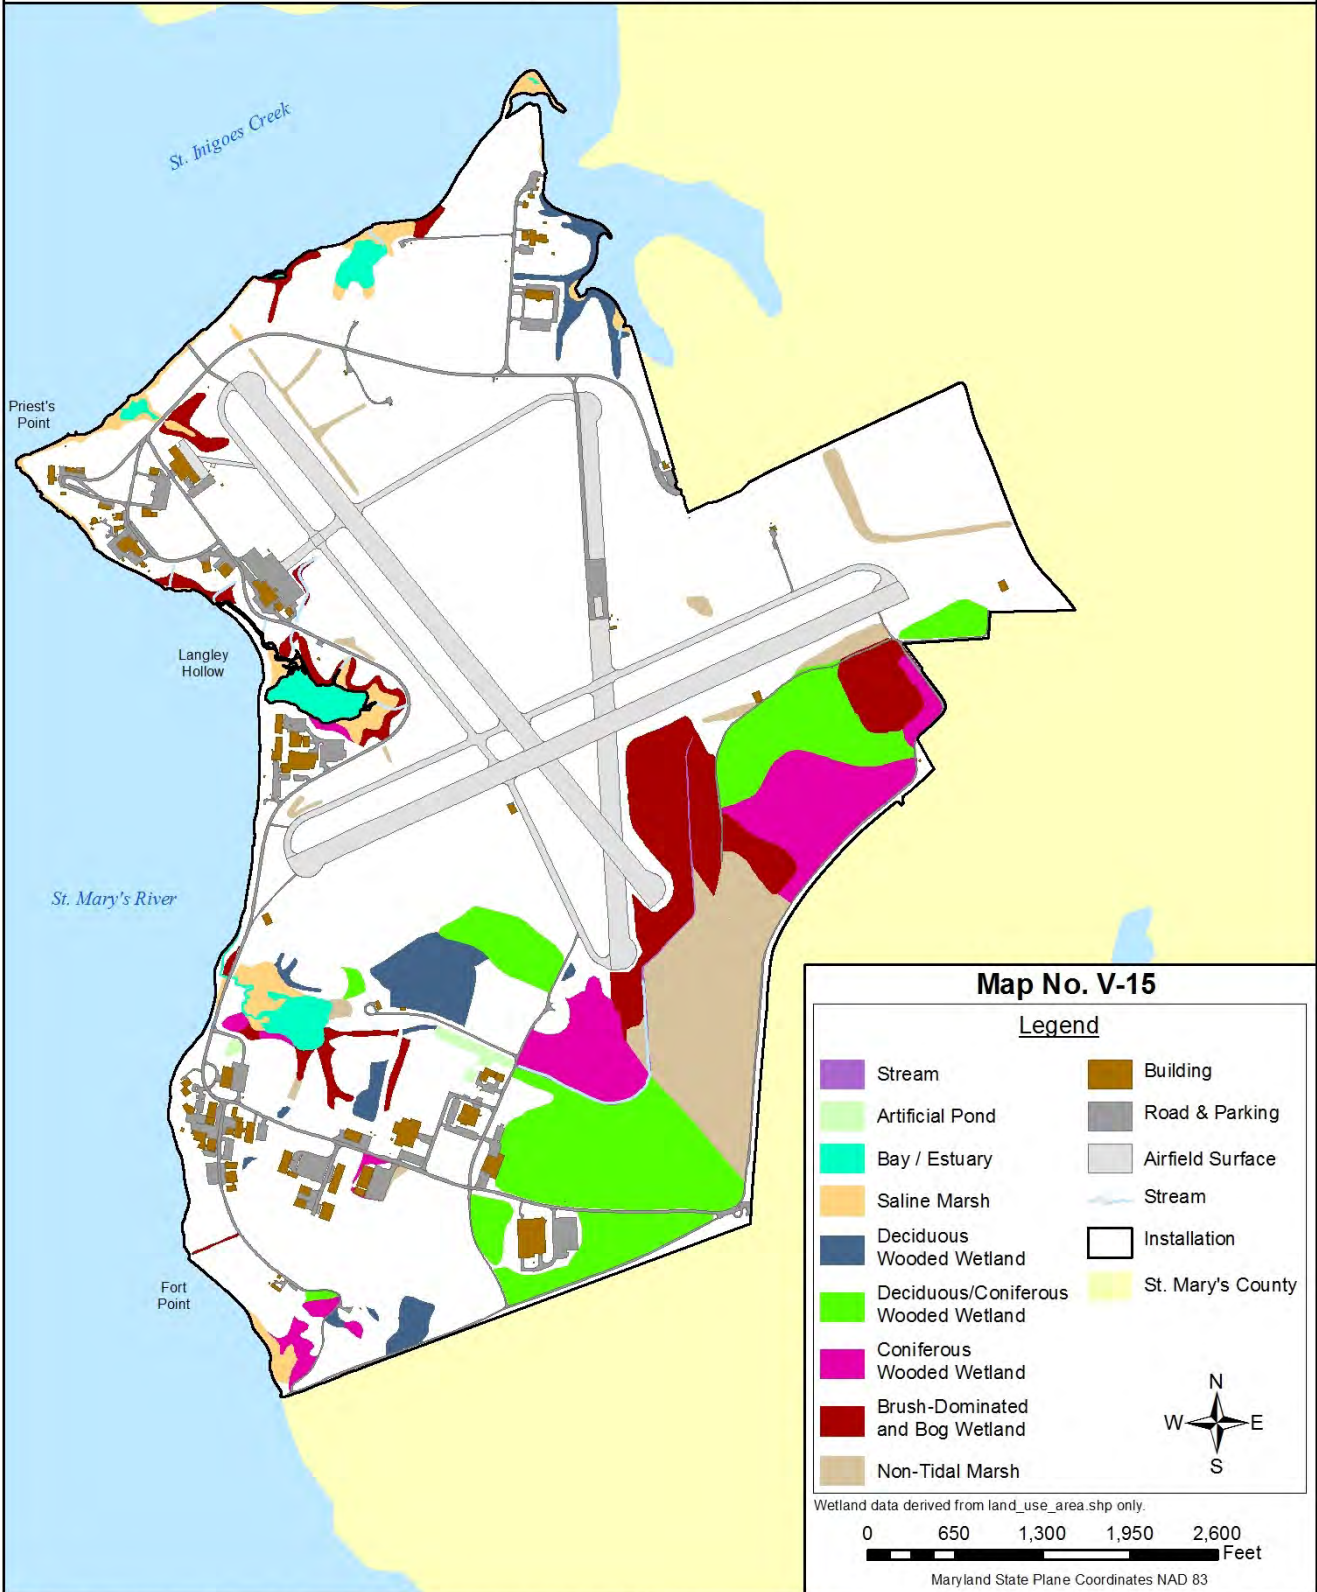 St. Inigoes Creek
Priest's
Point
Langley
Hollow
St. Mary's River
Fort
Point
Map No. V-15
Legend
Stream
Artificial Pond
Bay / Estuary
Saline Marsh
Deciduous
Wooded Wetland
Deciduous/Coniferous
Wooded Wetland
Coniferous
Wooded Wetland
Brush-Dominated
and Bog Wetland
Non-Tidal Marsh
Building
Road & Parking
Airfield Surface
Stream
Installation
St. Mary's County
N
W E
S
Wetland data derived from land_use_area.shp only.
0 650 1,300 1,950 2,600
Feet
Maryland State Plane Coordinates NAD 83